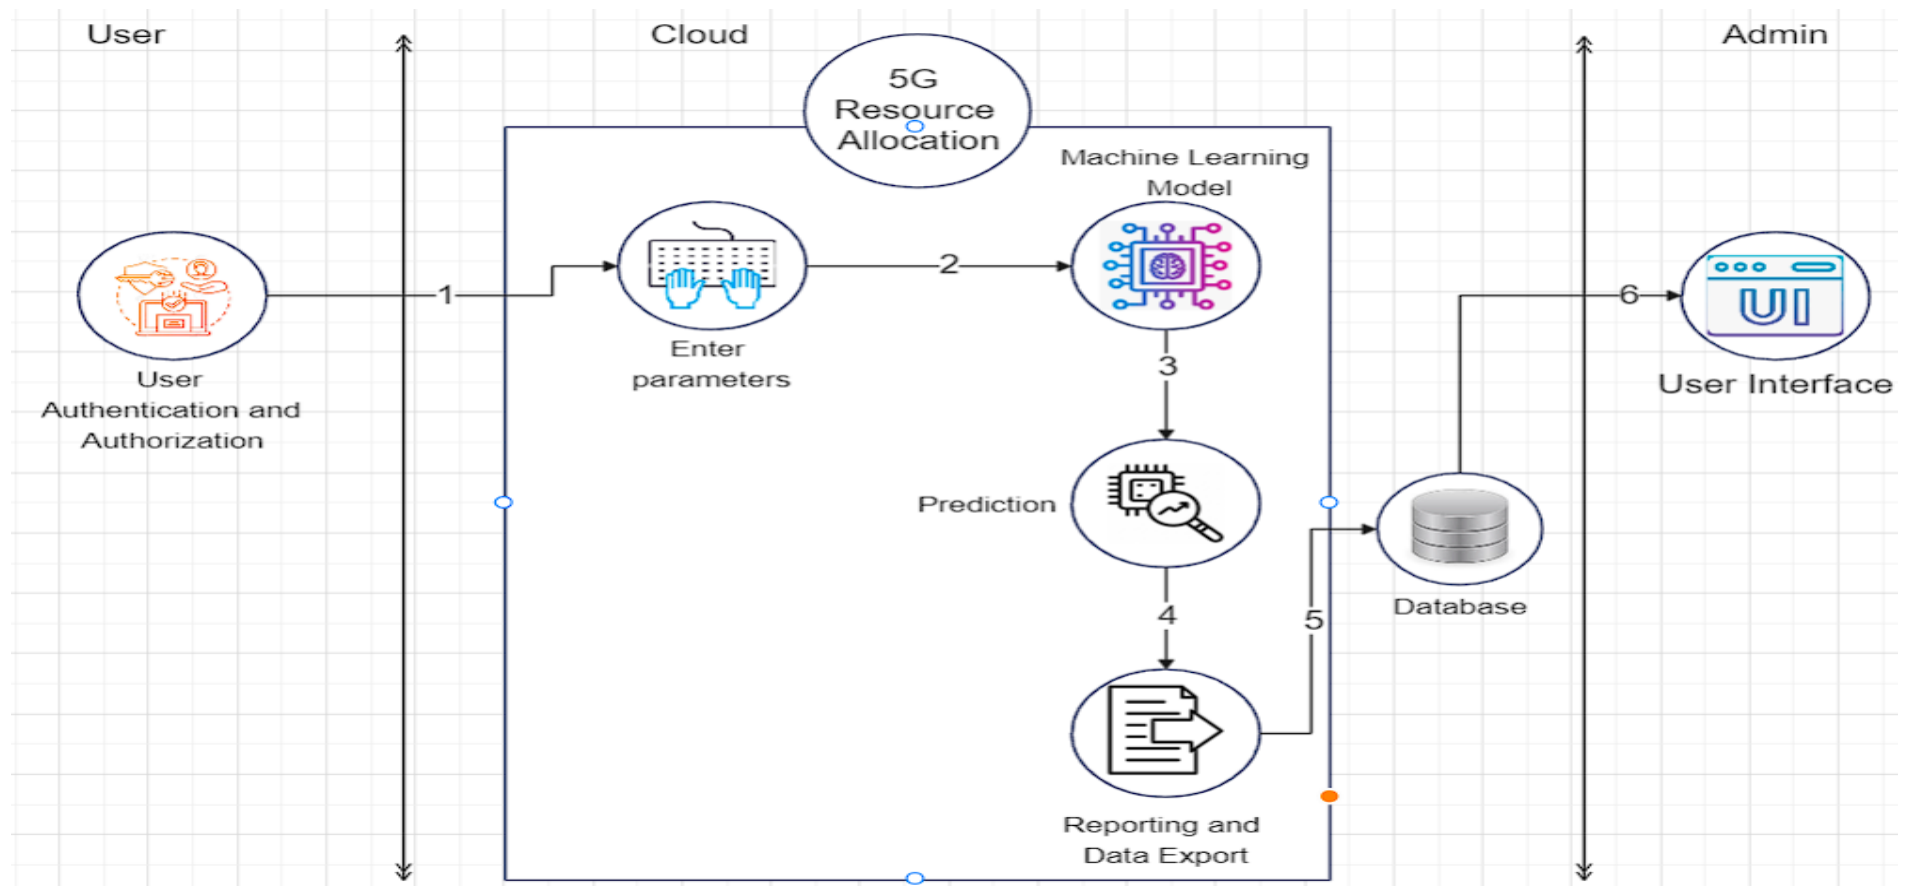 User
Cloud
Admin
5G
Resource
Allocation
Machine Learning
Model
1
2
Enter
parameters
3
User
Authentication and
Authorization
6
UI
User Interface
Prediction
4
5
Database
Reporting and
Data Export